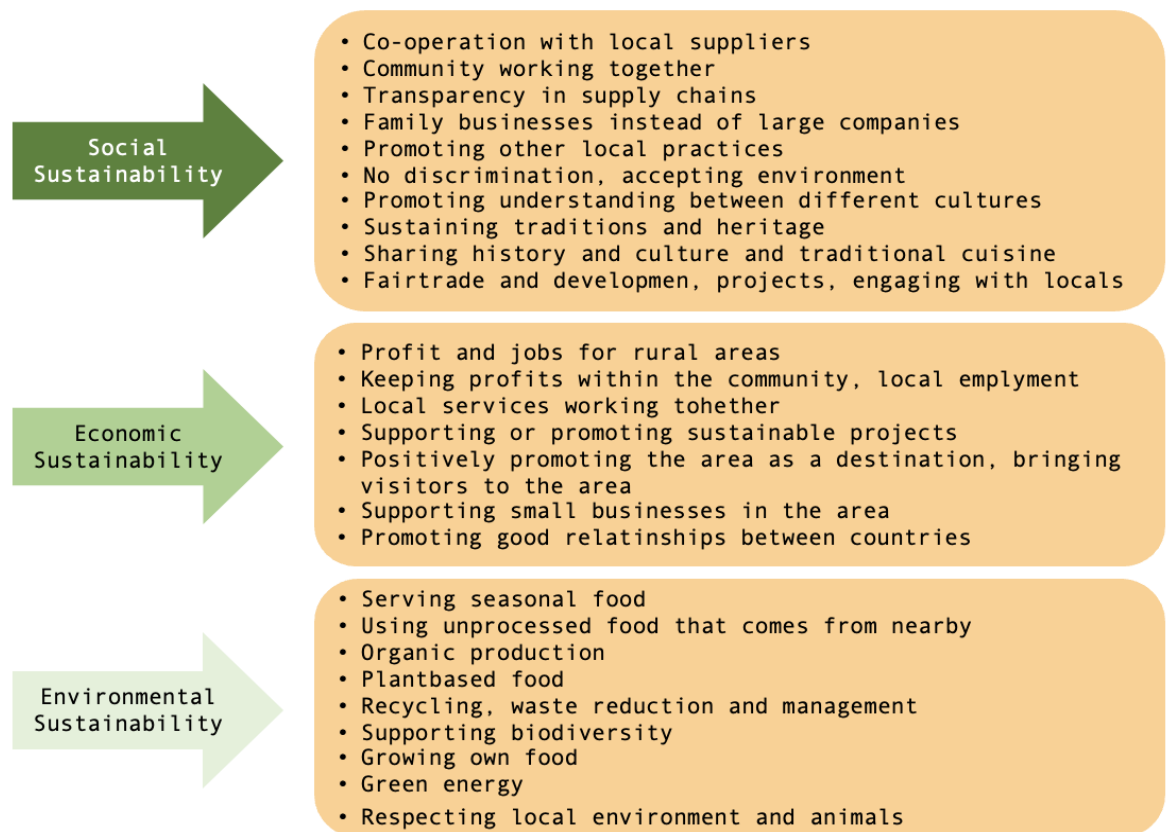 Social
Sustainability
• Co-operation with local suppliers
• Community working together
• Transparency in supply chains
• Family businesses instead of large companies
• Promoting other local practices
• No discrimination, accepting environment
• Promoting understanding between different cultures
• Sustaining traditions and heritage
• Sharing history and culture and traditional cuisine
• Fairtrade and developmen, projects, engaging with locals
Economic
Sustainability
• Profit and jobs for rural areas
• Keeping profits within the community, local emplyment
• Local services working tohether
• Supporting or promoting sustainable projects
• Positively promoting the area as a destination, bringing
visitors to the area
• Supporting small businesses in the area
• Promoting good relatinships between countries
Environmental
Sustainability
• Serving seasonal food
• Using unprocessed food that comes from nearby
• Organic production
• Plantbased food
• Recycling, waste reduction and management
• Supporting biodiversity
• Growing own food
• Green energy
• Respecting local environment and animals